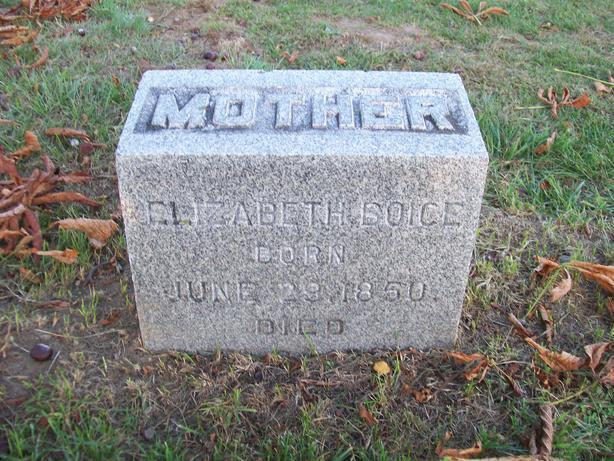 MOTHER
ELIZABETH BOICE
BORN
JUNE 29, 1850.
DIED